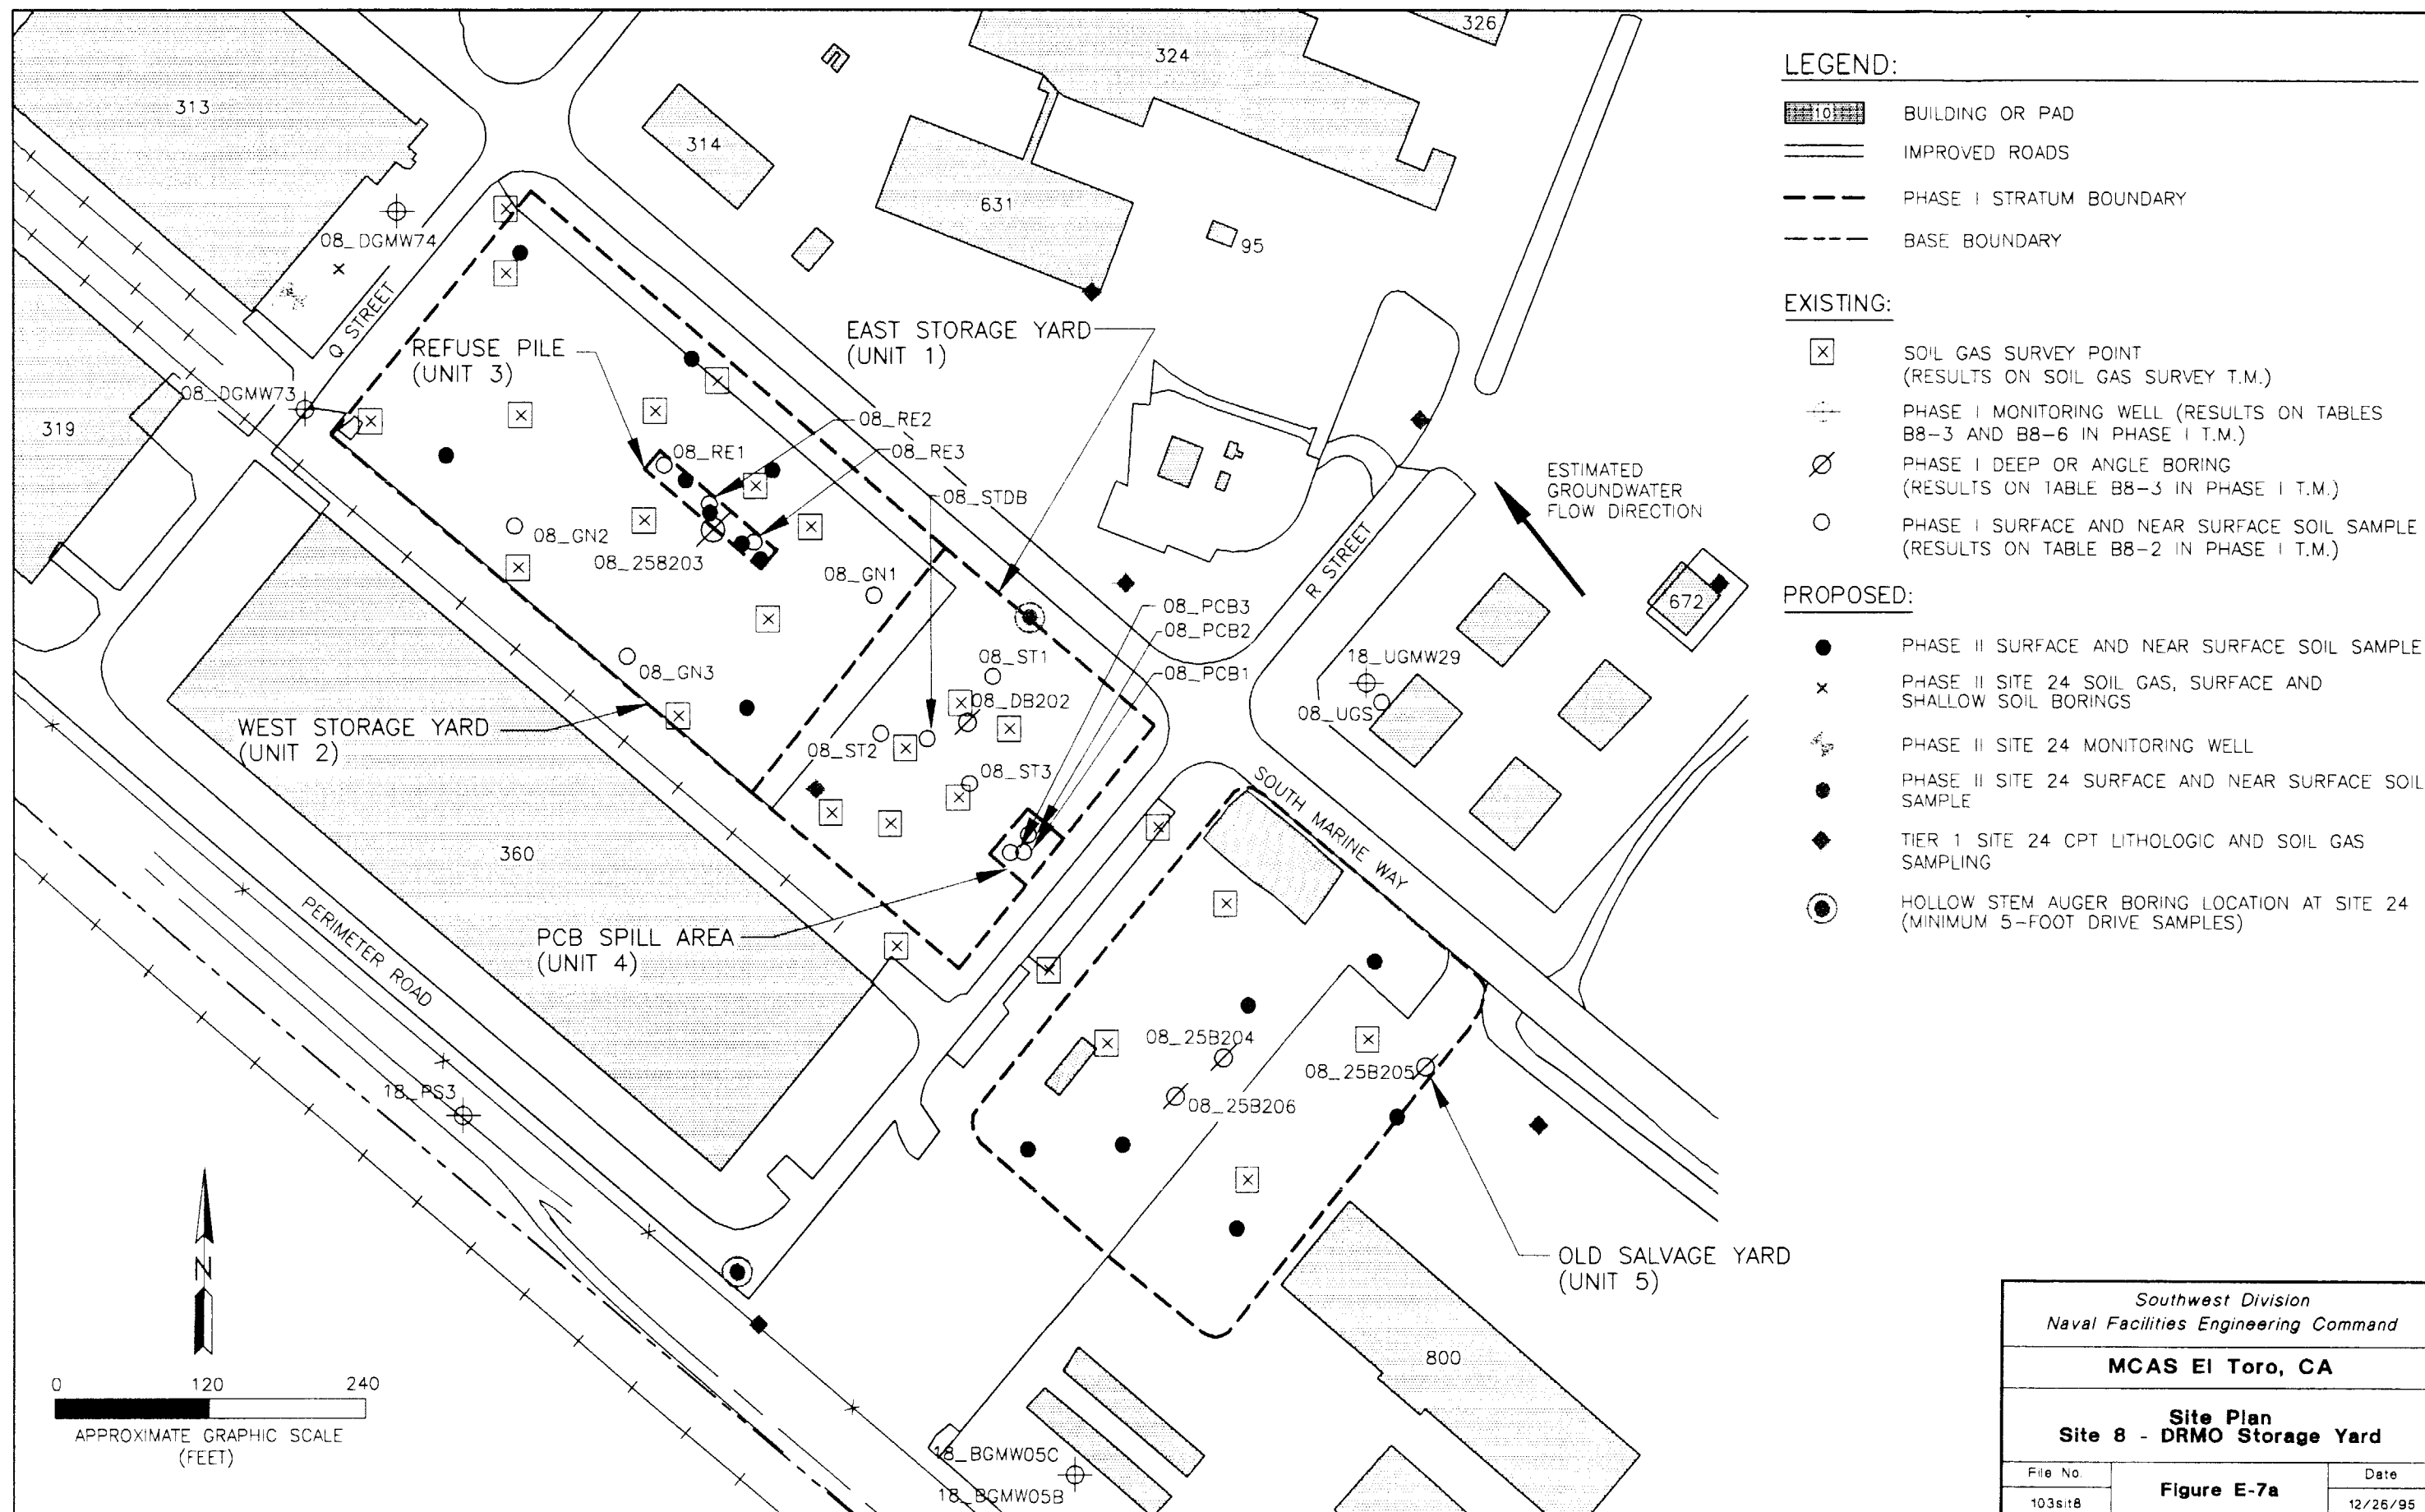 326
324
313
314
631
95
08_DGMW74
Q STREET
EAST STORAGE YARD
(UNIT 1)
REFUSE PILE
(UNIT 3)
08_DGMW73
319
08_RE2
08_RE1
08_RE3
08_STDB
08_GN2
08_25B203
08_GN1
08_PCB3
08_PCB2
08_PCB1
08_ST1
08_GN3
08_DB202
08_ST2
08_ST3
WEST STORAGE YARD
(UNIT 2)
R STREET
ESTIMATED
GROUNDWATER
FLOW DIRECTION
672
18_UGMW29
08_UGS
SOUTH MARINE WAY
360
PERIMETER ROAD
PCB SPILL AREA
(UNIT 4)
08_25B204
08_25B205
08_25B206
18_PS3
OLD SALVAGE YARD
(UNIT 5)
800
18_BGMW05C
18_BGMW05B
N
0 120 240
APPROXIMATE GRAPHIC SCALE
(FEET)
LEGEND:
10
BUILDING OR PAD
IMPROVED ROADS
PHASE I STRATUM BOUNDARY
BASE BOUNDARY
EXISTING:
SOIL GAS SURVEY POINT
(RESULTS ON SOIL GAS SURVEY T.M.)
PHASE I MONITORING WELL (RESULTS ON TABLES
B8-3 AND B8-6 IN PHASE I T.M.)
PHASE I DEEP OR ANGLE BORING
(RESULTS ON TABLE B8-3 IN PHASE I T.M.)
PHASE I SURFACE AND NEAR SURFACE SOIL SAMPLE
(RESULTS ON TABLE B8-2 IN PHASE I T.M.)
PROPOSED:
PHASE II SURFACE AND NEAR SURFACE SOIL SAMPLE
PHASE II SITE 24 SOIL GAS, SURFACE AND
SHALLOW SOIL BORINGS
PHASE II SITE 24 MONITORING WELL
PHASE II SITE 24 SURFACE AND NEAR SURFACE SOIL
SAMPLE
TIER 1 SITE 24 CPT LITHOLOGIC AND SOIL GAS
SAMPLING
HOLLOW STEM AUGER BORING LOCATION AT SITE 24
(MINIMUM 5-FOOT DRIVE SAMPLES)
Southwest Division
Naval Facilities Engineering Command
MCAS El Toro, CA
Site Plan
Site 8 - DRMO Storage Yard
File No.
103sit8
Figure E-7a
Date
12/26/95